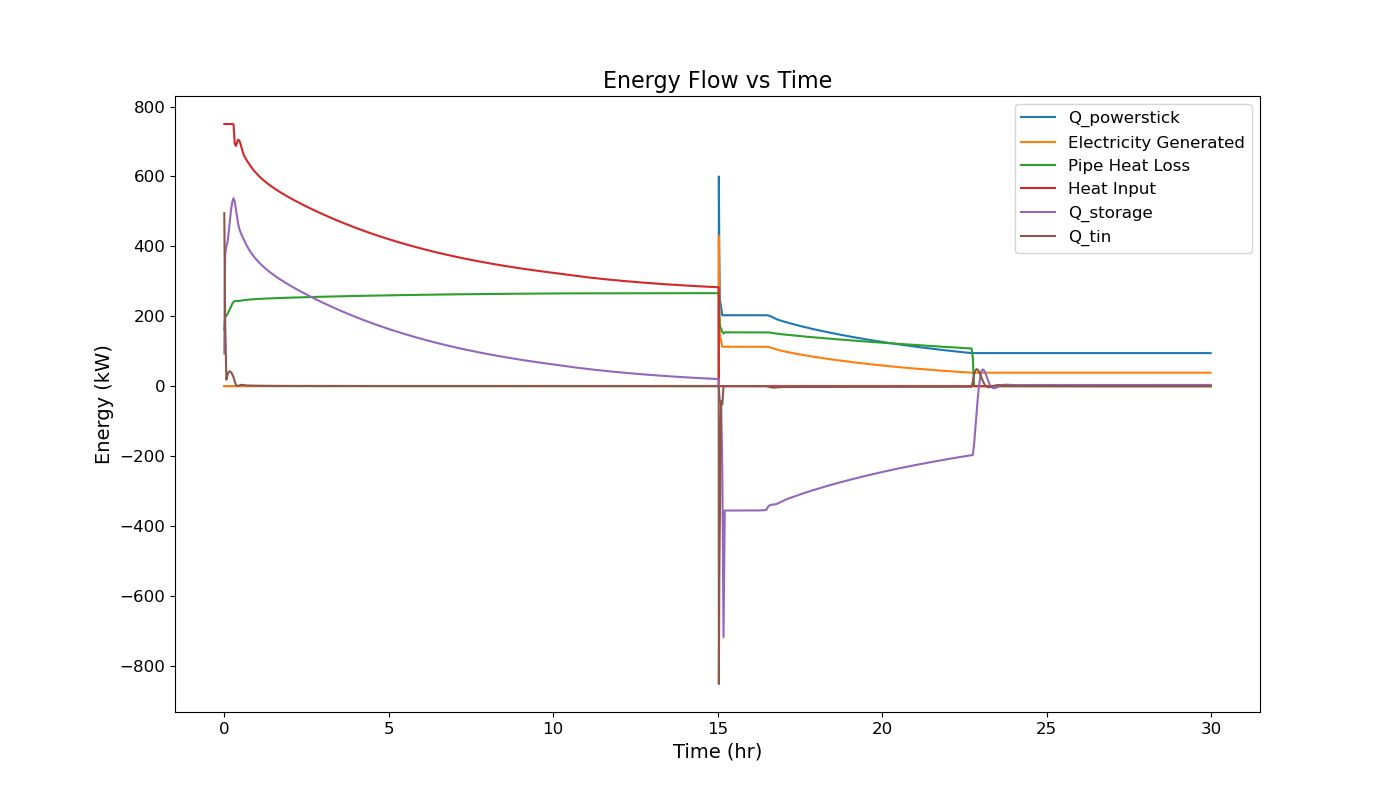 Energy Flow vs Time
Energy (kW)
800
600
400
200
0
−200
−400
−600
−800
Q_powerstick
Electricity Generated
Pipe Heat Loss
Heat Input
Q_storage
Q_tin
0 5 10 15 20 25 30
Time (hr)